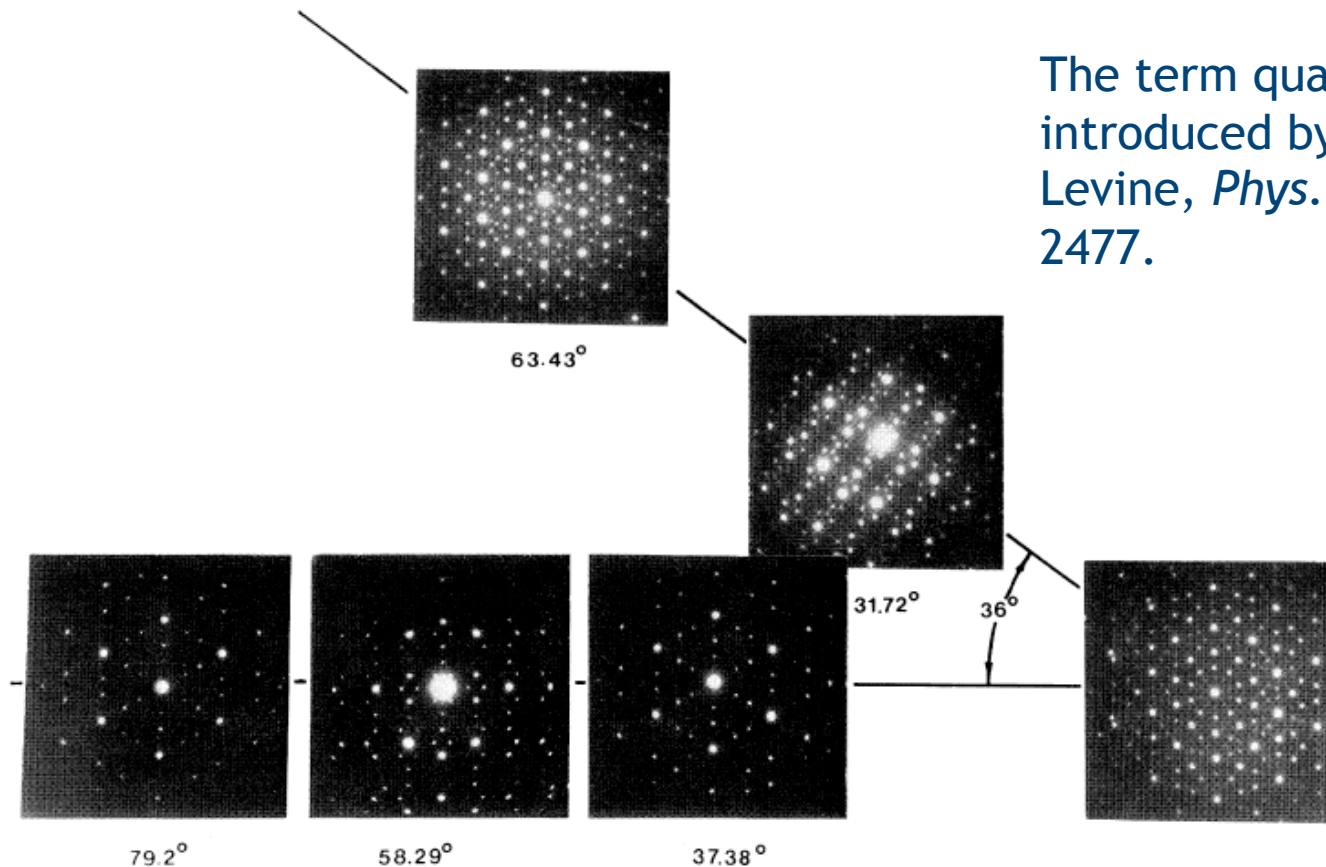 The term qua
introduced by
Levine, Phys.
2477.
63.43°
31.72°
36°
79.2°
58.29°
37.38°